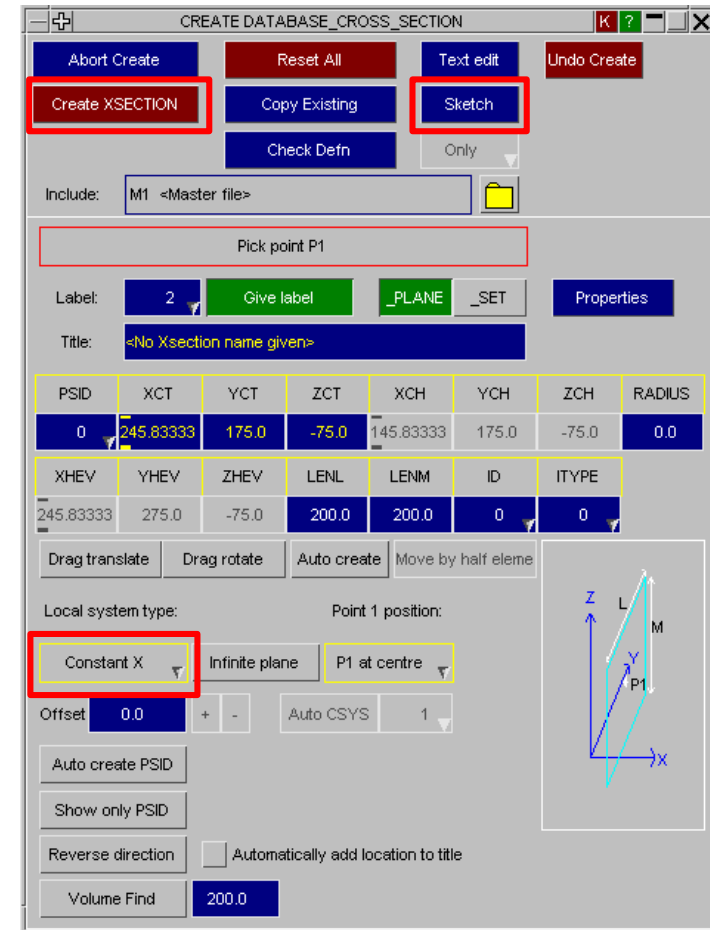 CREATE DATABASE_CROSS_SECTION K ?
Abort Create Reset All Text edit Undo Crea
Create XSECTION Copy Existing Sketch
Check Defn Only
Include: M1 <Master file>
Pick point P1
Label: 2 Give label _PLANE _SET Properties
Title: <No Xsection name given>
PSID XCT YCT ZCT XCH YCH ZCH RADIUS
0 245.83333 175.0 -75.0 145.83333 175.0 -75.0 0.0
XHEV YHEV ZHEV LENL LENM ID ITYPE
245.83333 275.0 -75.0 200.0 200.0 0 0
Drag translate Drag rotate Auto create Move by half eleme
Local system type: Point 1 position:
Constant X Infinite plane P1 at centre
Offset 0.0 + - Auto CSYS 1
Auto create PSID
Show only PSID
Reverse direction Automatically add location to title
Volume Find 200.0
Z L
M
Y
P1
X